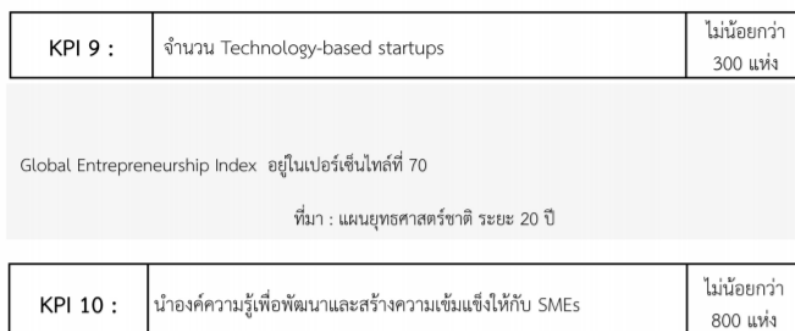 KPI 9 : จำนวน Technology-based startups ไม่น้อยกว่า
300 แห่ง
Global Entrepreneurship Index อยู่ในเปอร์เซ็นไทล์ที่ 70
ที่มา : แผนยุทธศาสตร์ชาติ ระยะ 20 ปี
KPI 10 : นำองค์ความรู้เพื่อพัฒนาและสร้างความเข้มแข็งให้กับ SMEs ไม่น้อยกว่า
800 แห่ง